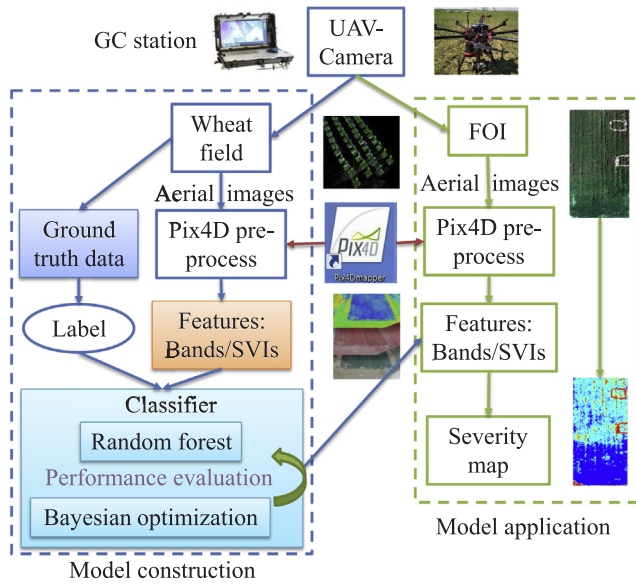 GC station
UAV-
Camera
Wheat
field
FOI
Aerial images
Aerial images
Ground
truth data
Pix4D pre-
process
PIX4D
Pix4Dmapper
Pix4D pre-
process
Label
Features:
Bands/SVIs
Features:
Bands/SVIs
Classifier
Random forest
Performance evaluation
Bayesian optimization
Severity
map
Model application
Model construction